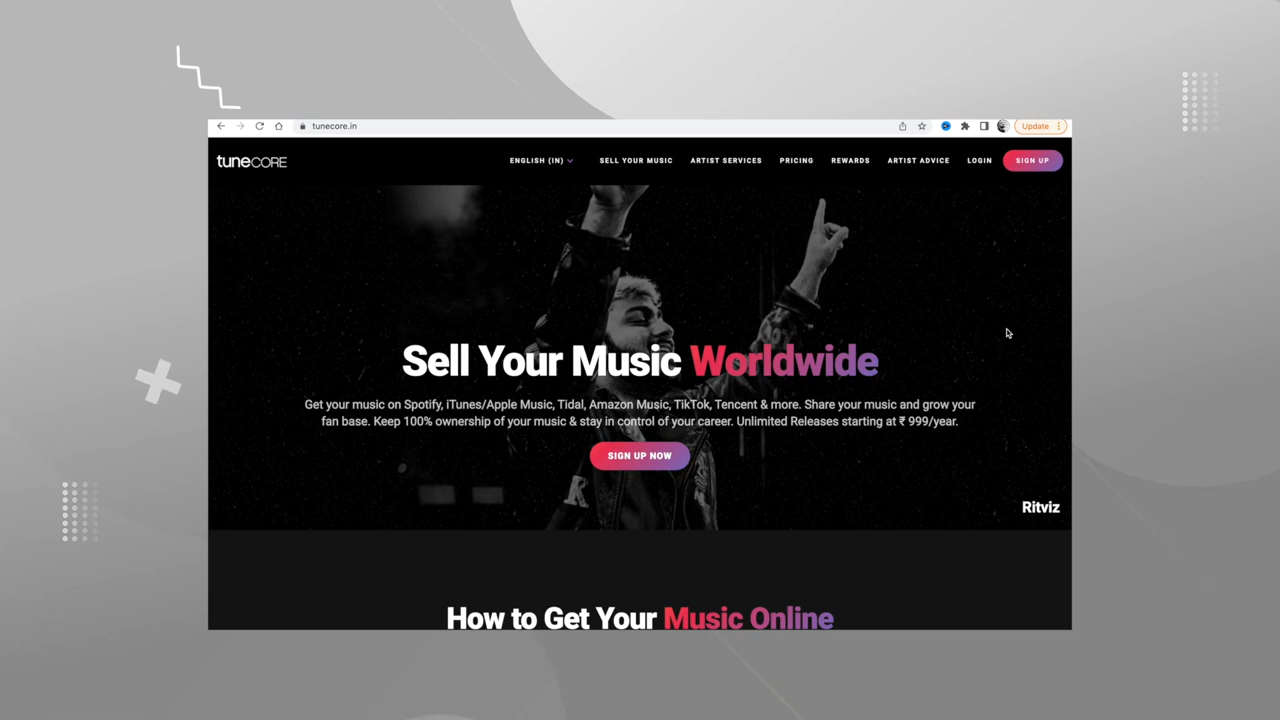 tunecore.in
Update
tuneCORE
ENGLISH (IN)
SELL YOUR MUSIC
ARTIST SERVICES
PRICING
REWARDS
ARTIST ADVICE
LOGIN
SIGN UP
Sell Your Music Worldwide
Get your music on Spotify, iTunes/Apple Music, Tidal, Amazon Music, TikTok, Tencent & more. Share your music and grow your
fan base. Keep 100% ownership of your music & stay in control of your career. Unlimited Releases starting at ₹ 999/year.
SIGN UP NOW
R
Ritviz
How to Get Your Music Online